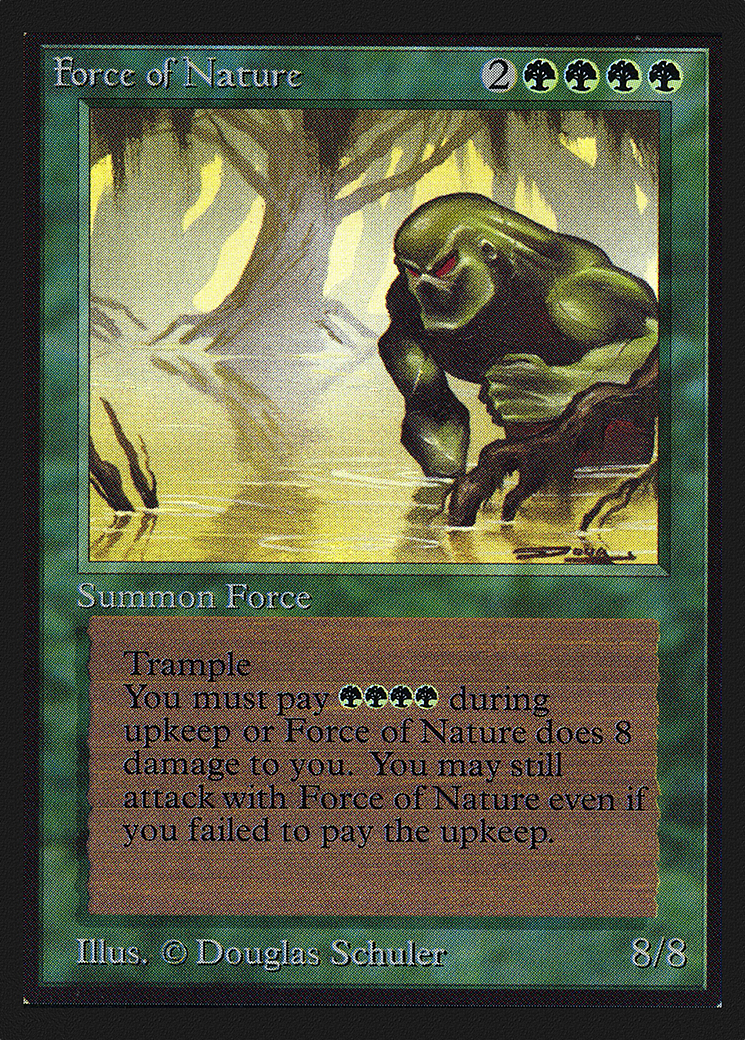 Force of Nature 2
Summon Force
Trample
You must pay during
upkeep or Force of Nature does 8
damage to you. You may still
attack with Force of Nature even if
you failed to pay the upkeep.
Illus. © Douglas Schuler 8/8